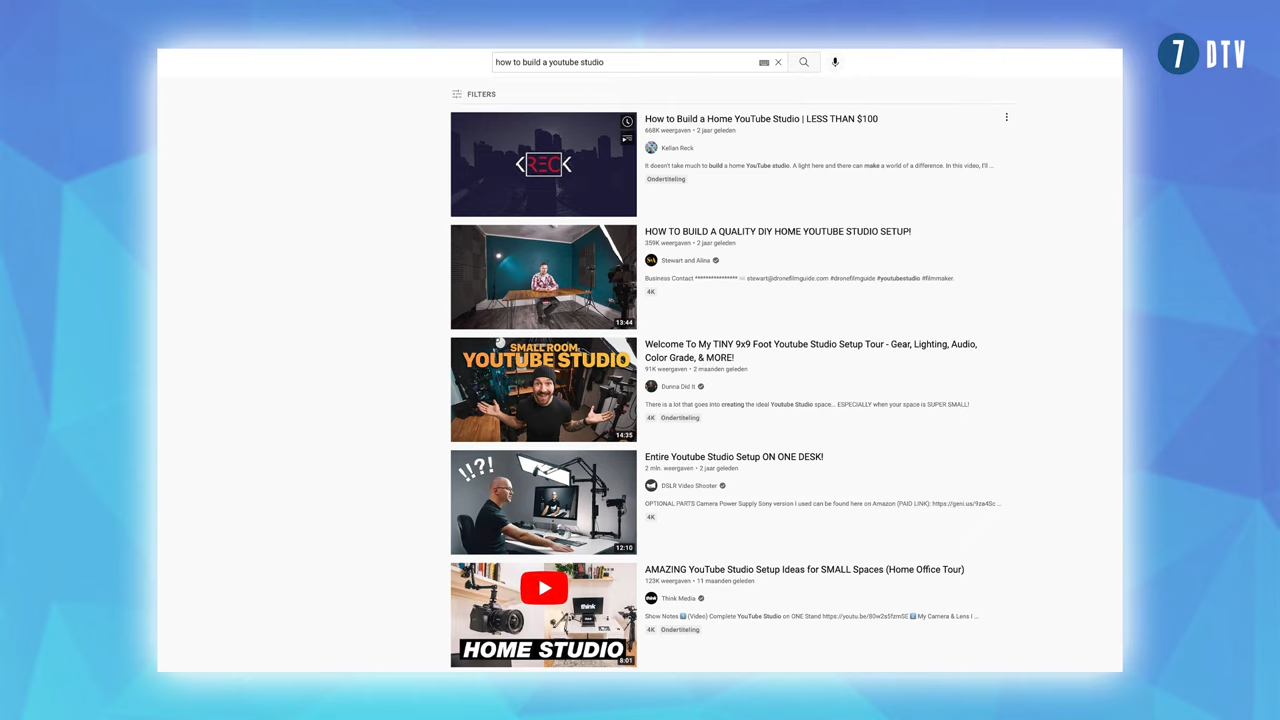 7 DTV
how to build a youtube studio
FILTERS
How to Build a Home YouTube Studio | LESS THAN $100
668K weergaven • 2 jaar geleden
Kellan Reck
It doesn't take much to build a home YouTube studio. A light here and there can make a world of a difference. In this video, I'll ...
Ondertiteling
<RECK
HOW TO BUILD A QUALITY DIY HOME YOUTUBE STUDIO SETUP!
359K weergaven • 2 jaar geleden
Stewart and Alina
Business Contact **************** ✉ stewart@dronefilmguide.com #dronefilmguide #youtubestudio #filmmaker.
4K
13:44
Welcome To My TINY 9x9 Foot Youtube Studio Setup Tour - Gear, Lighting, Audio,
Color Grade, & MORE!
91K weergaven • 2 maanden geleden
Dunna Did It
There is a lot that goes into creating the ideal Youtube Studio space... ESPECIALLY when your space is SUPER SMALL!
4K Ondertiteling
SMALL ROOM
YOUTUBE STUDIO
14:35
Entire Youtube Studio Setup ON ONE DESK!
2 mln. weergaven • 2 jaar geleden
DSLR Video Shooter
OPTIONAL PARTS Camera Power Supply Sony version I used can be found here on Amazon (PAID LINK): https://geni.us/9za4Sc ...
4K
!!?!
12:10
AMAZING YouTube Studio Setup Ideas for SMALL Spaces (Home Office Tour)
123K weergaven • 11 maanden geleden
think
Think Media
Show Notes ⬇️ (Video) Complete YouTube Studio on ONE Stand https://youtu.be/80w2s5fzmSE ⬇️ My Camera & Lens I ...
4K Ondertiteling
think
HOME STUDIO
8:01